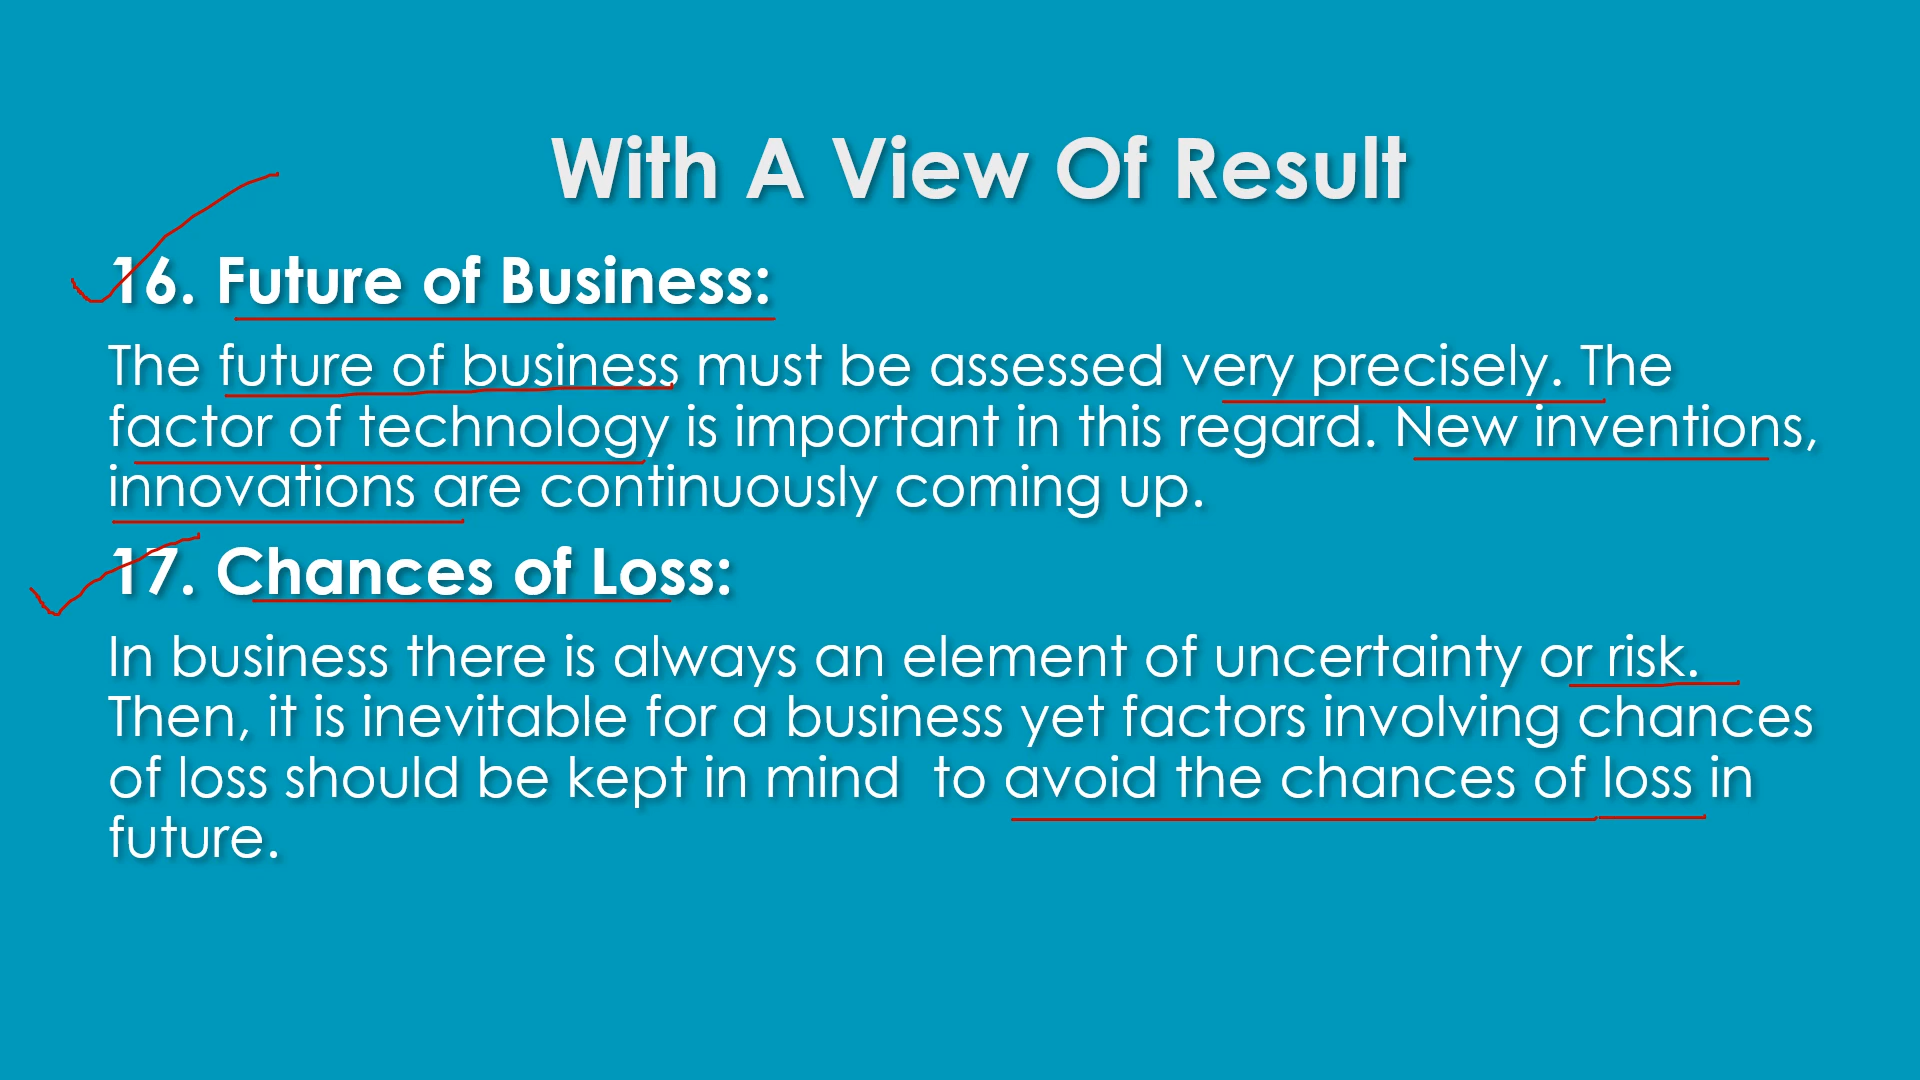 With A View Of Result
16. Future of Business:
The future of business must be assessed very precisely. The
factor of technology is important in this regard. New inventions,
innovations are continuously coming up.
17. Chances of Loss:
In business there is always an element of uncertainty or risk.
Then, it is inevitable for a business yet factors involving chances
of loss should be kept in mind  to avoid the chances of loss in
future.